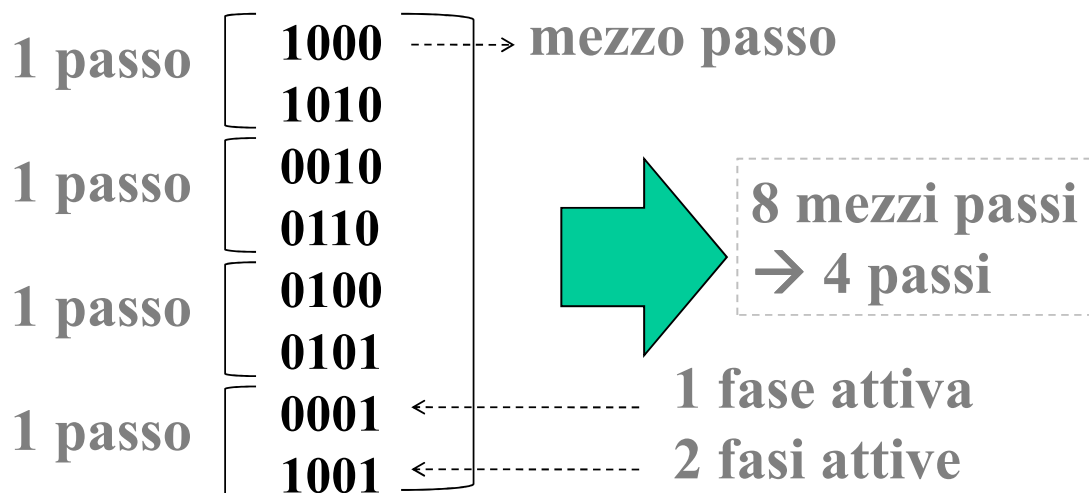 1 passo
1000
mezzo passo
1010
1 passo
0010
0110
8 mezzi passi
→ 4 passi
1 passo
0100
0101
1 passo
0001
1 fase attiva
1001
2 fasi attive